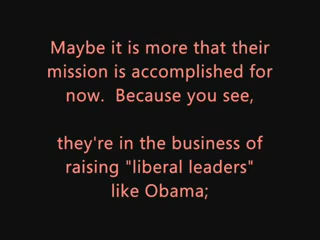 Maybe it is more that their
mission is accomplished for
now.  Because you see,
they're in the business of
raising "liberal leaders"
like Obama;